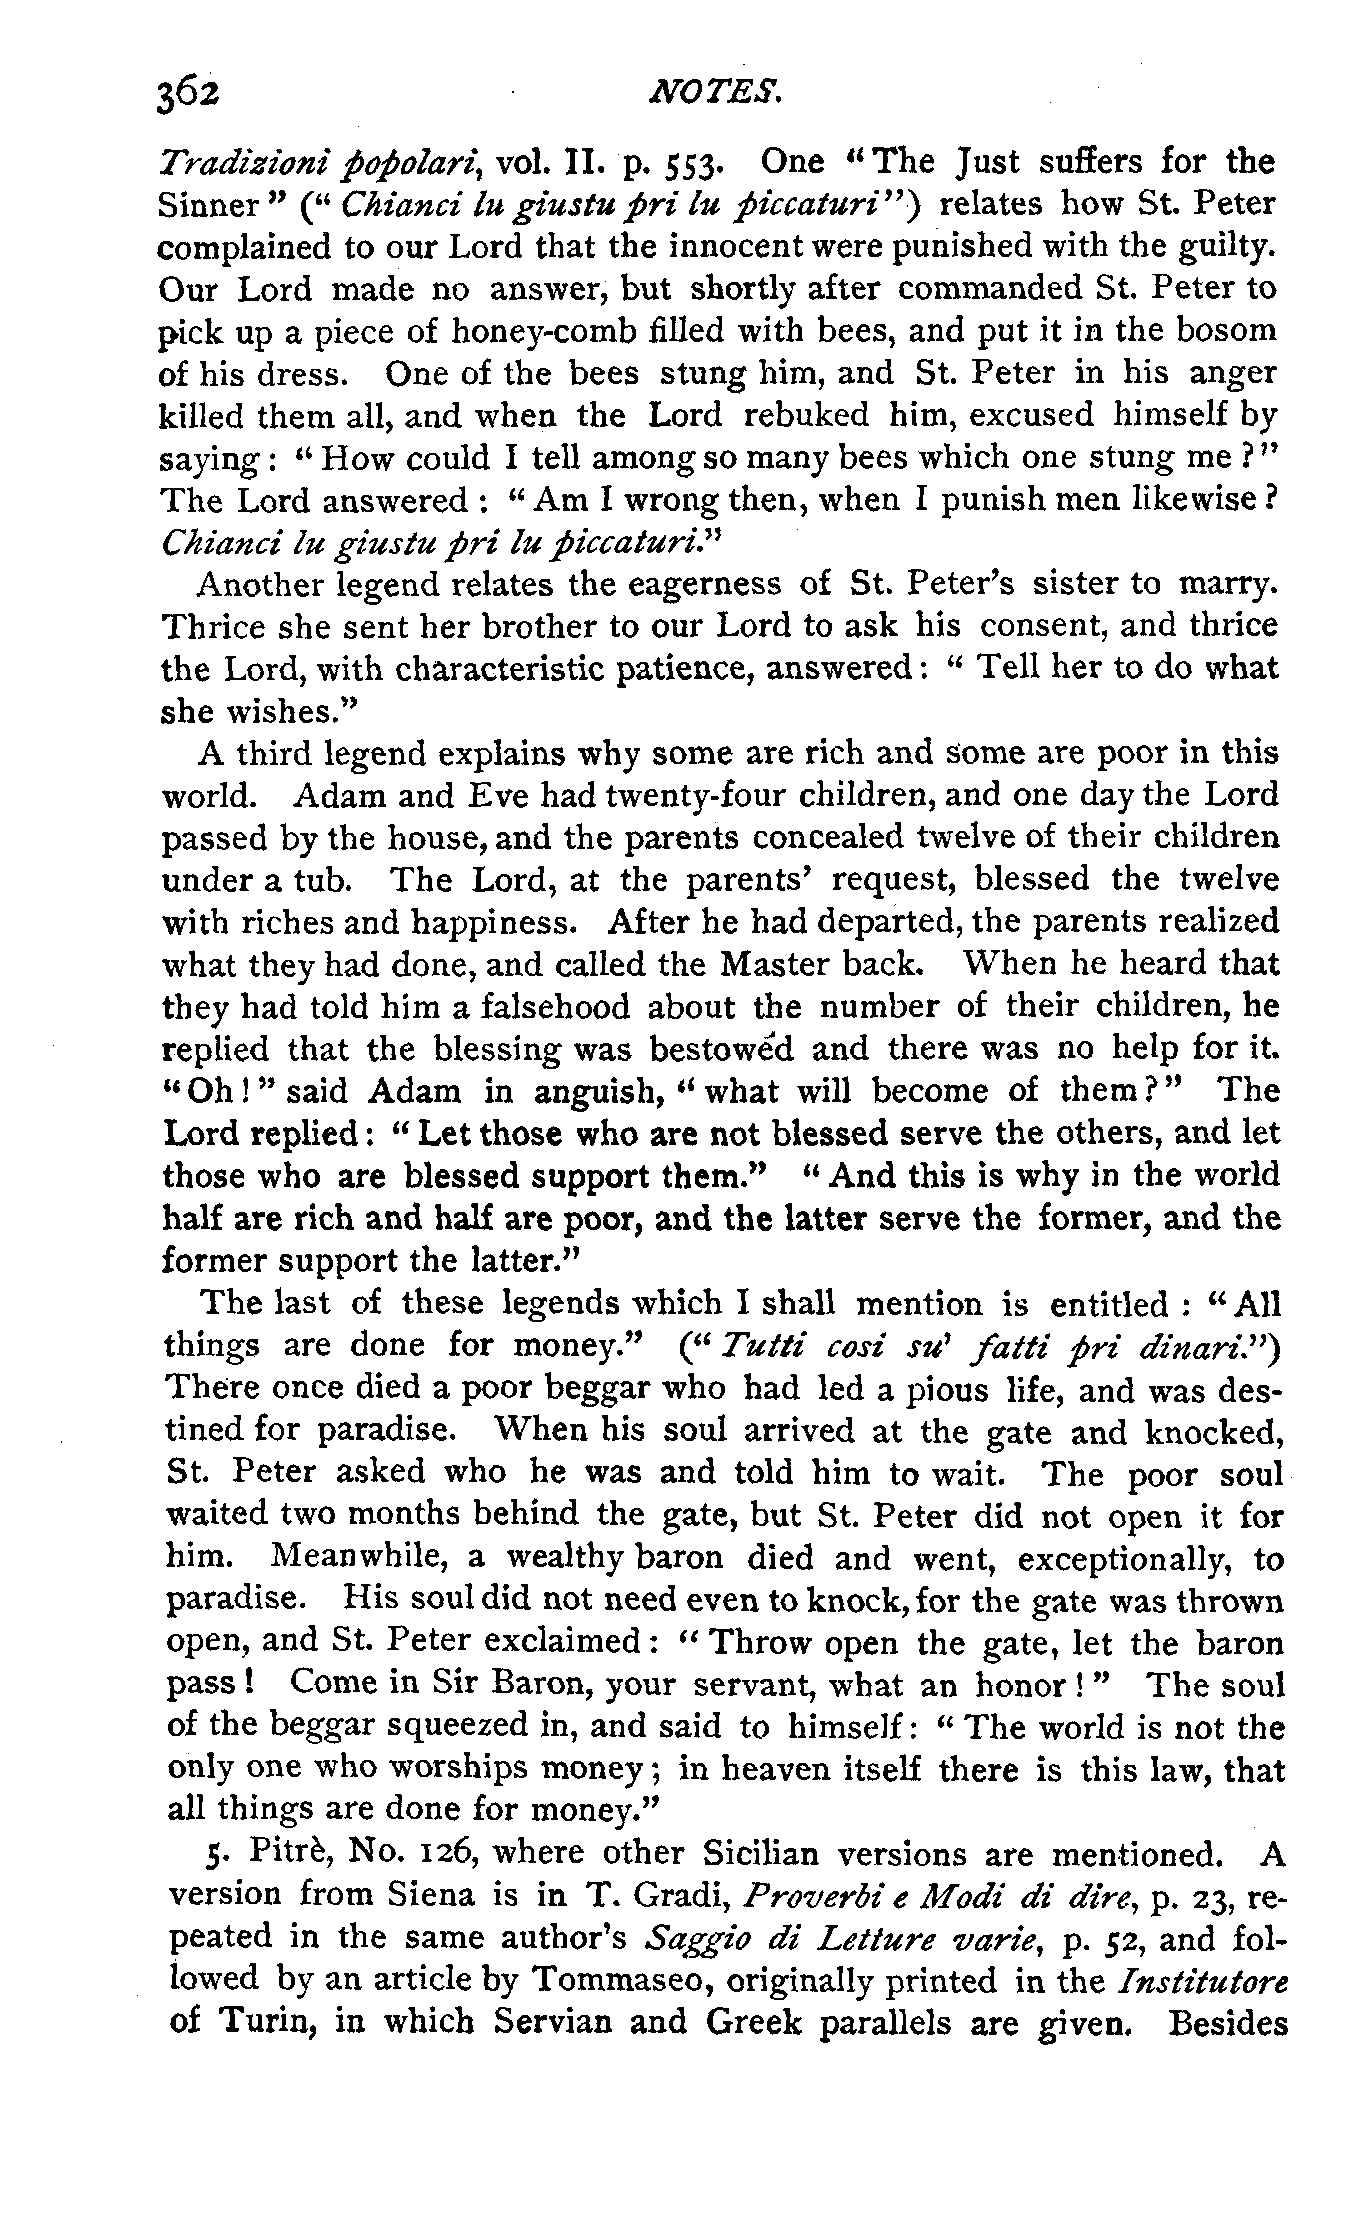 362 NOTES.
Tradizioni popolari, vol. II. p. 553. One "The Just suffers for the
Sinner" ("Chianci lu giustu pri lu piccaturi") relates how St. Peter
complained to our Lord that the innocent were punished with the guilty.
Our Lord made no answer, but shortly after commanded St. Peter to
pick up a piece of honey-comb filled with bees, and put it in the bosom
of his dress. One of the bees stung him, and St. Peter in his anger
killed them all, and when the Lord rebuked him, excused himself by
saying: "How could I tell among so many bees which one stung me?"
The Lord answered: "Am I wrong then, when I punish men likewise?
Chianci lu giustu pri lu piccaturi."
Another legend relates the eagerness of St. Peter's sister to marry.
Thrice she sent her brother to our Lord to ask his consent, and thrice
the Lord, with characteristic patience, answered: "Tell her to do what
she wishes."
A third legend explains why some are rich and some are poor in this
world. Adam and Eve had twenty-four children, and one day the Lord
passed by the house, and the parents concealed twelve of their children
under a tub. The Lord, at the parents' request, blessed the twelve
with riches and happiness. After he had departed, the parents realized
what they had done, and called the Master back. When he heard that
they had told him a falsehood about the number of their children, he
replied that the blessing was bestowed and there was no help for it.
"Oh!" said Adam in anguish, "what will become of them?" The
Lord replied: "Let those who are not blessed serve the others, and let
those who are blessed support them." "And this is why in the world
half are rich and half are poor, and the latter serve the former, and the
former support the latter."
The last of these legends which I shall mention is entitled: "All
things are done for money." ("Tutti cosi su' fatti pri dinari.")
There once died a poor beggar who had led a pious life, and was des-
tined for paradise. When his soul arrived at the gate and knocked,
St. Peter asked who he was and told him to wait. The poor soul
waited two months behind the gate, but St. Peter did not open it for
him. Meanwhile, a wealthy baron died and went, exceptionally, to
paradise. His soul did not need even to knock, for the gate was thrown
open, and St. Peter exclaimed: "Throw open the gate, let the baron
pass! Come in Sir Baron, your servant, what an honor!" The soul
of the beggar squeezed in, and said to himself: "The world is not the
only one who worships money; in heaven itself there is this law, that
all things are done for money."
5. Pitrè, No. 126, where other Sicilian versions are mentioned. A
version from Siena is in T. Gradi, Proverbi e Modi di dire, p. 23, re-
peated in the same author's Saggio di Letture varie, p. 52, and fol-
lowed by an article by Tommaseo, originally printed in the Institutore
of Turin, in which Servian and Greek parallels are given. Besides